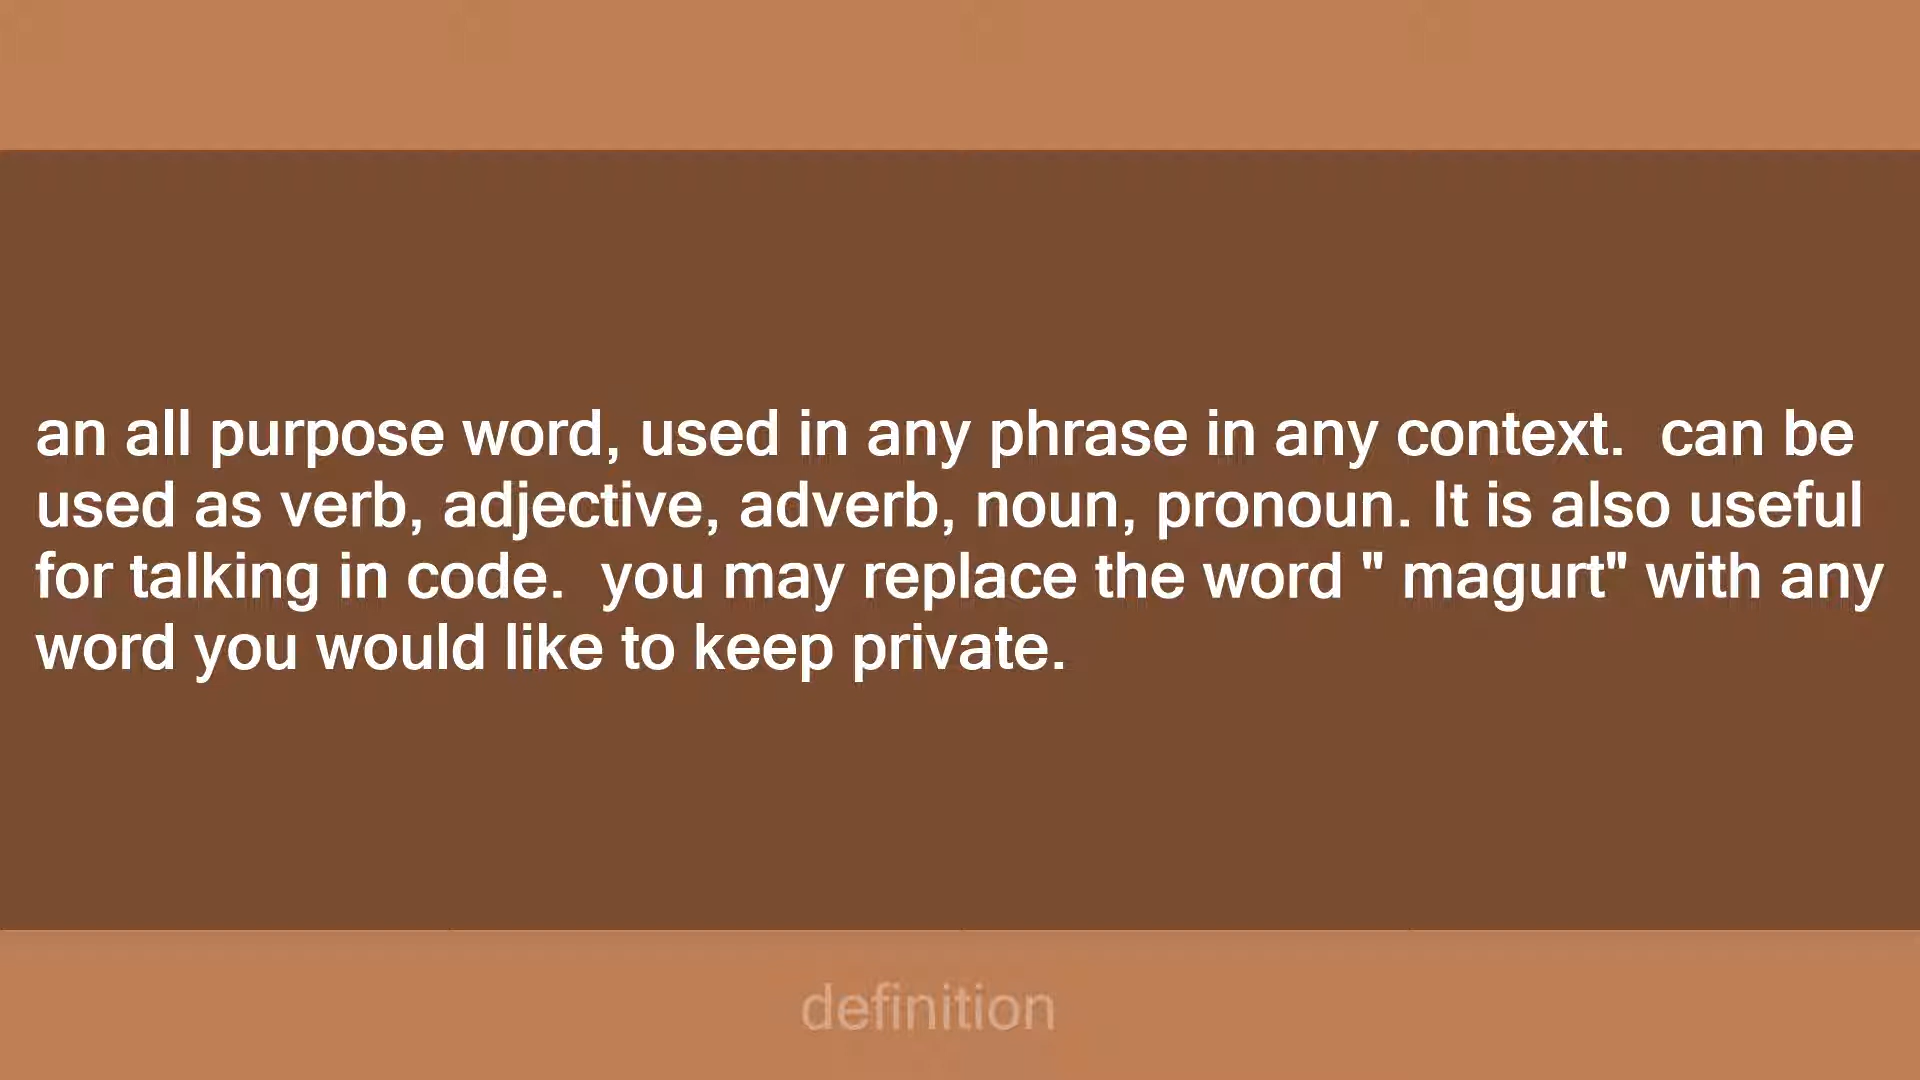 an all purpose word, used in any phrase in any context.  can be
used as verb, adjective, adverb, noun, pronoun. It is also useful
for talking in code.  you may replace the word " magurt" with any
word you would like to keep private.
definition